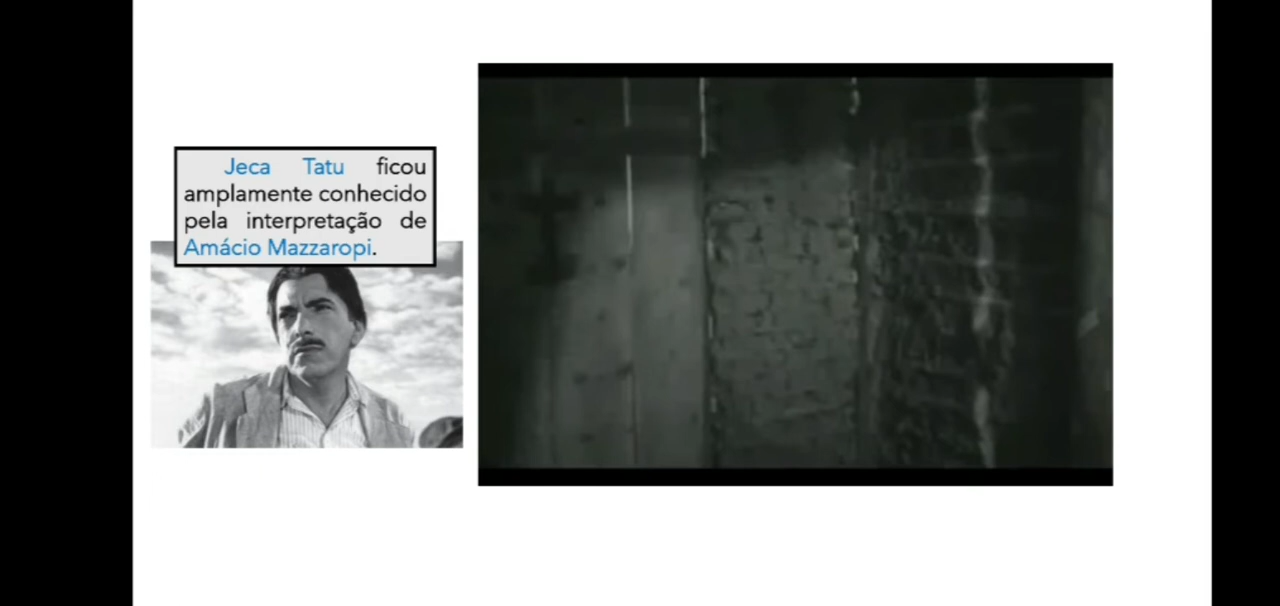 Jeca Tatu ficou
amplamente conhecido
pela interpretação de
Amácio Mazzaropi.